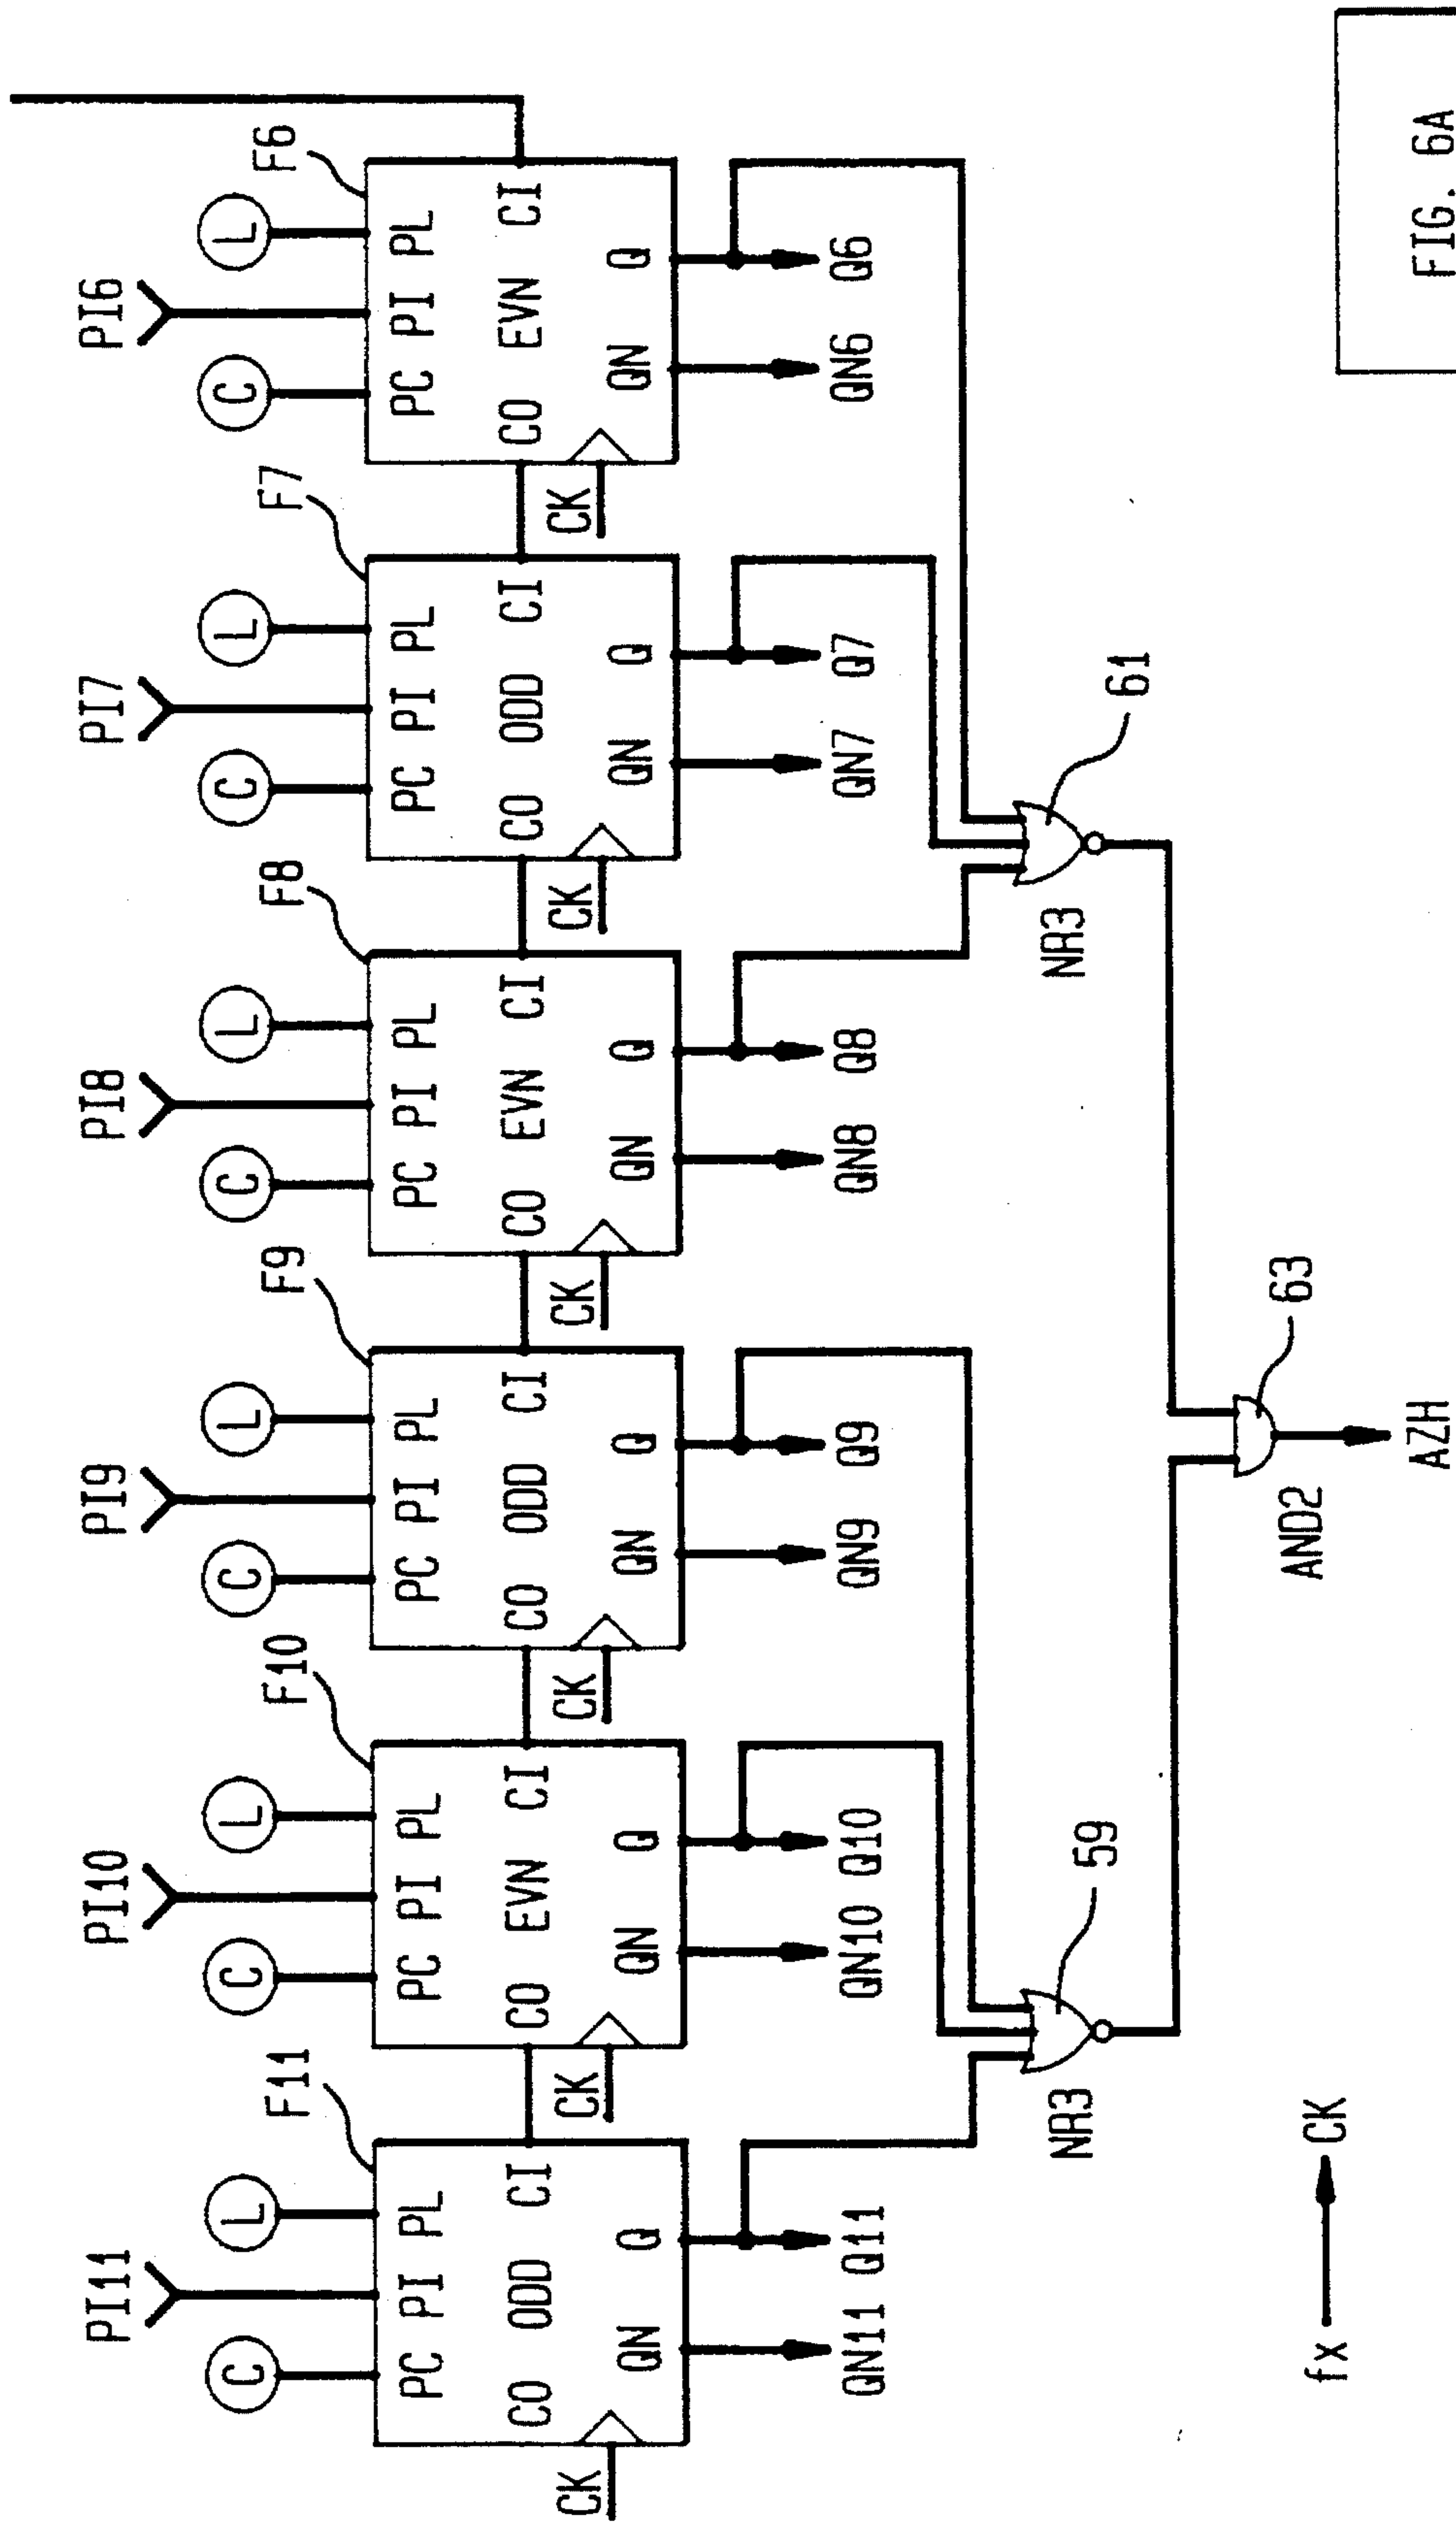 PI11 PI10 PI9 PI8 PI7 PI6
C L C L C L C L C L C L
F11 F10 F9 F8 F7 F6
PC PI PL PC PI PL PC PI PL PC PI PL PC PI PL PC PI PL
CO ODD CI CO EVN CI CO ODD CI CO EVN CI CO ODD CI CO EVN CI
CK CK CK CK CK CK
QN Q QN Q QN Q QN Q QN Q QN Q
QN11 Q11 QN10 Q10 QN9 Q9 QN8 Q8 QN7 Q7 QN6 Q6
NR3 59 NR3 61
AND2 63
fx CK
AZH
FIG. 6A